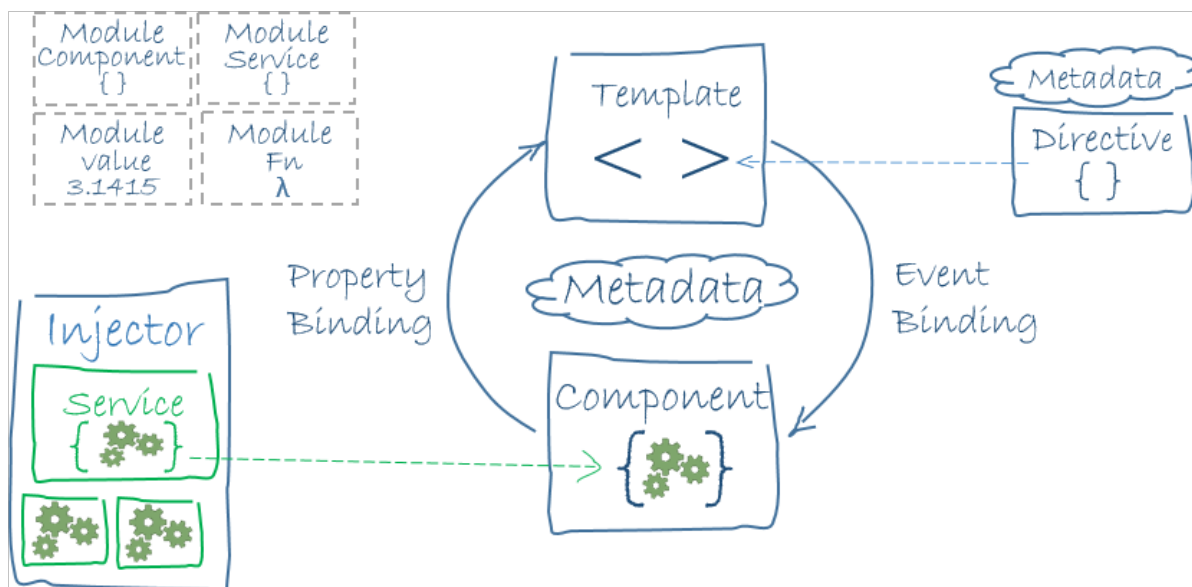 Module
Component
{ }
Module
Service
{ }
Module
value
3.1415
Module
Fn
λ
Template
< >
Metadata
Directive
{ }
Property
Binding
Metadata
Event
Binding
Injector
Service
{ }
Component
{ }